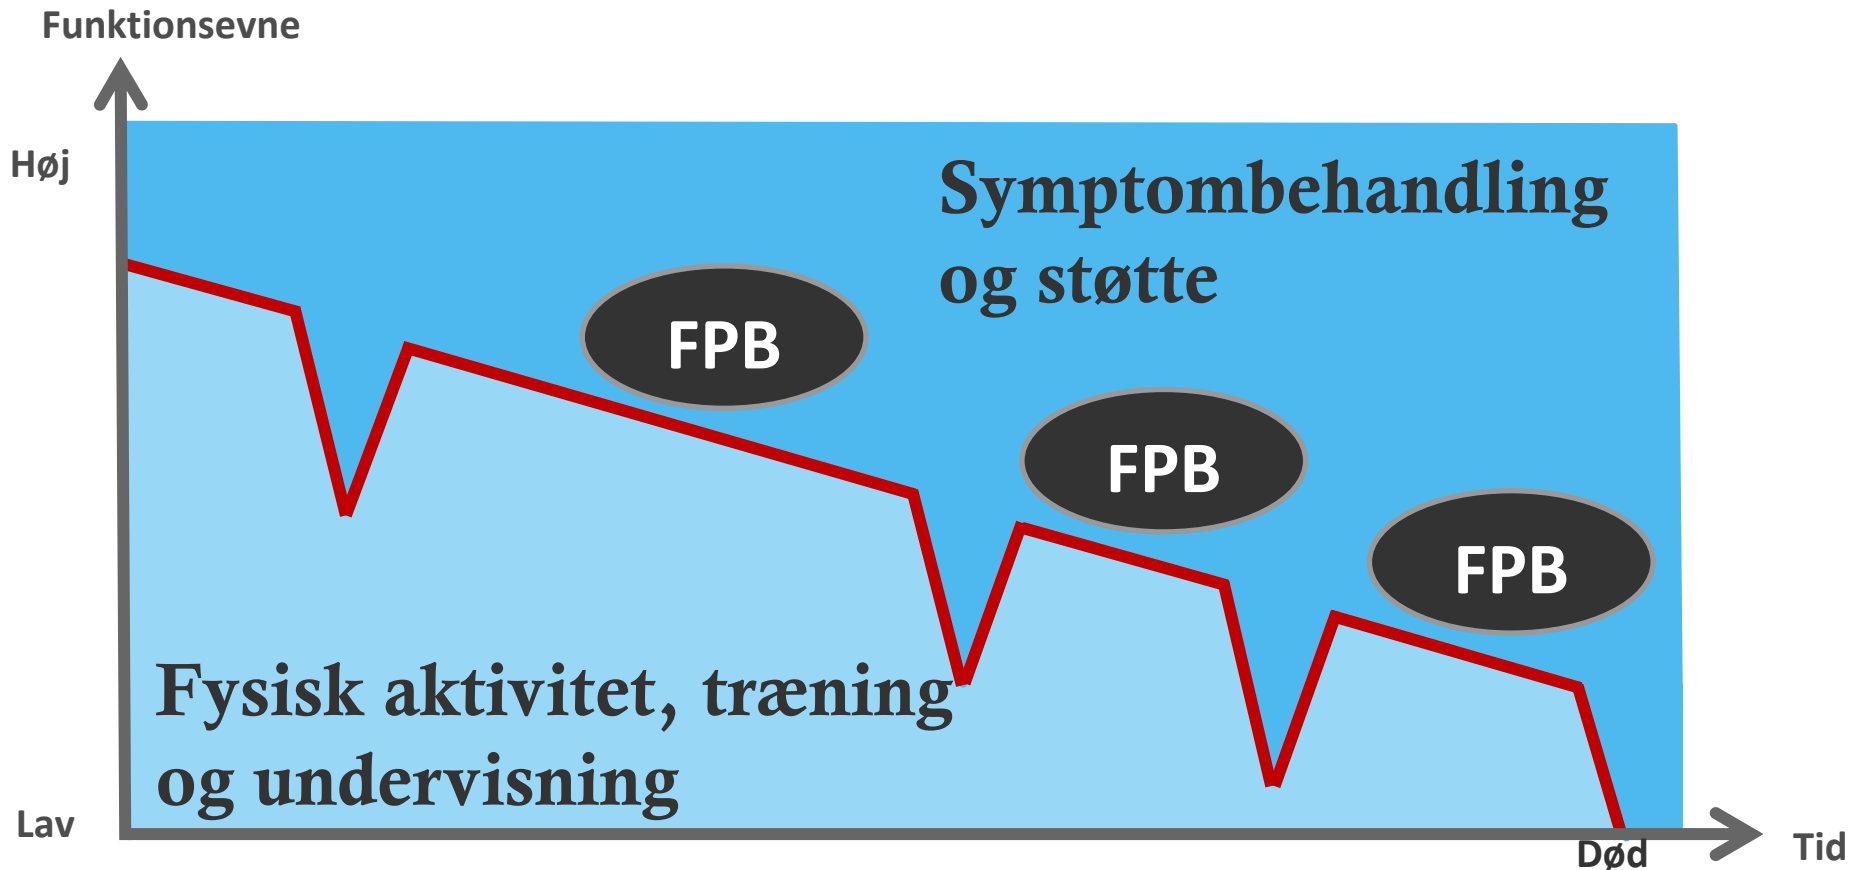 Funktionsevne
Høj
Symptombehandling
og støtte
FPB
FPB
FPB
Fysisk aktivitet, træning
og undervisning
Lav
Død
Tid